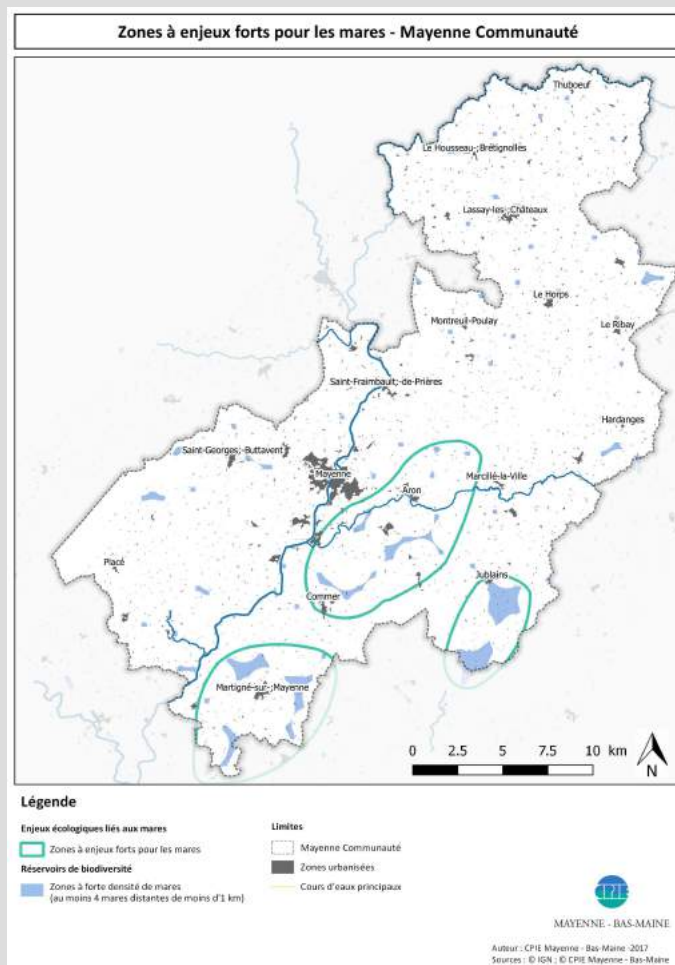 Zones à enjeux forts pour les mares - Mayenne Communauté
Thuboeuf
Le Housseau-;Brétignolles
Lassay-les-;Châteaux
Le Horps
Montreuil-Poulay
Le Ribay
Saint-Fraimbault;-de-Prières
Hardanges
Saint-Georges;-Buttavent
Mayenne
Marcillé-la-Ville
Aron
Placé
Jublains
Commer
Martigné-sur-;Mayenne
0 2.5 5 7.5 10 km
N
Légende
Enjeux écologiques liés aux mares
Zones à enjeux forts pour les mares
Réservoirs de biodiversité
Zones à forte densité de mares
(au moins 4 mares distantes de moins d'1 km)
Limites
Mayenne Communauté
Zones urbanisées
Cours d'eaux principaux
CPIE
MAYENNE - BAS-MAINE
Auteur : CPIE Mayenne - Bas-Maine -2017
Sources : © IGN ; © CPIE Mayenne - Bas-Maine